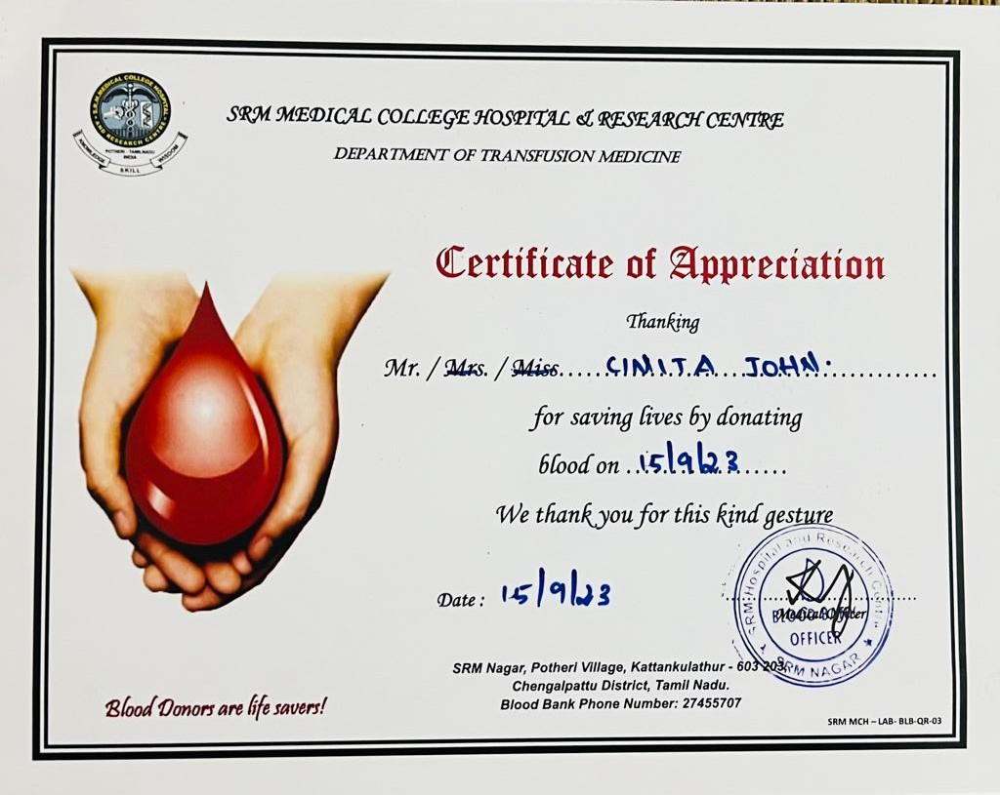 S.R.M. MEDICAL COLLEGE HOSPITAL
AND RESEARCH CENTRE
POTHERI - TAMILNADU
INDIA
KNOWLEDGE SKILL WISDOM
SRM MEDICAL COLLEGE HOSPITAL & RESEARCH CENTRE
DEPARTMENT OF TRANSFUSION MEDICINE
Certificate of Appreciation
Thanking
Mr. / Mrs. / Miss..... CINITA JOHN.............
for saving lives by donating
blood on ..15/9/23......
We thank you for this kind gesture
Date : 15/9/23
SRM Hospital and Research Centre
Medical Officer
BLOOD
OFFICER
SRM NAGAR
SRM Nagar, Potheri Village, Kattankulathur - 603 203,
Chengalpattu District, Tamil Nadu.
Blood Bank Phone Number: 27455707
Blood Donors are life savers!
SRM MCH – LAB- BLB-QR-03